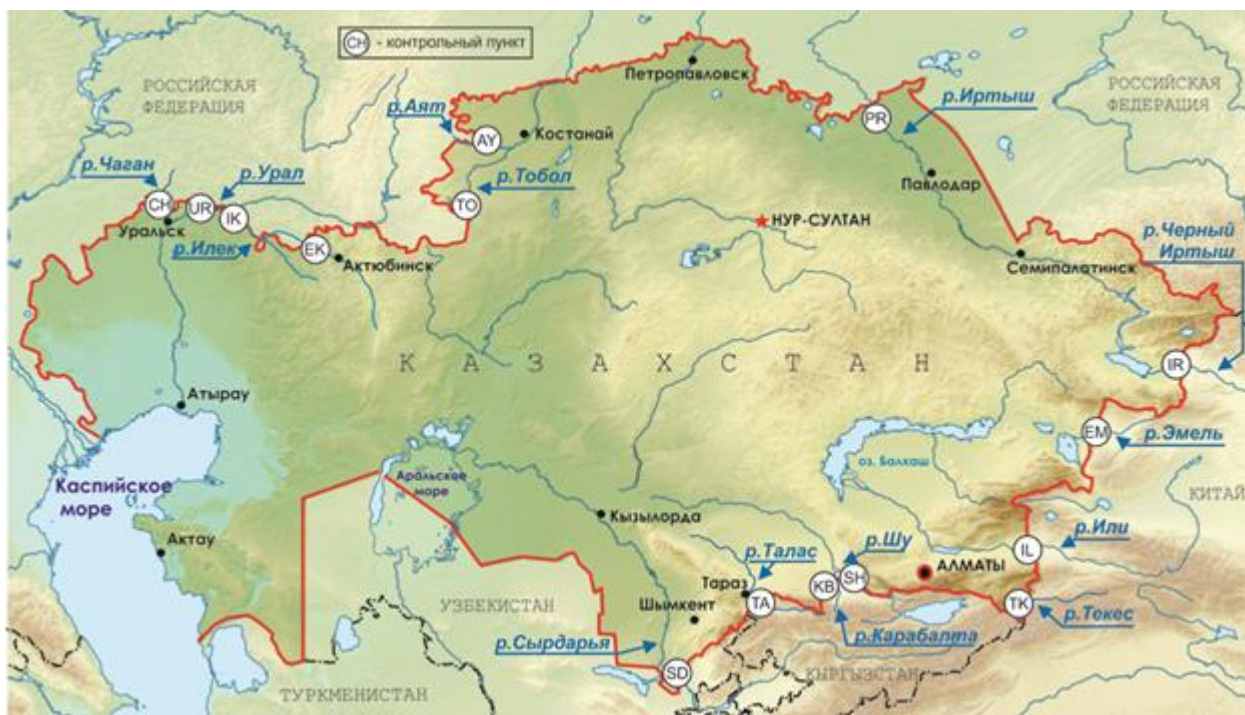 CH - контрольный пункт
РОССИЙСКАЯ
ФЕДЕРАЦИЯ
Петропавловск
РОССИЙСКАЯ
ФЕДЕРАЦИЯ
р.Аят
AY
Костанай
PR
р.Иртыш
р.Чаган
р.Урал
р.Тобол
Павлодар
CH
UR
IK
TO
Уральск
НУР-СУЛТАН
р.Черный
Иртыш
р.Илек
EK
Актюбинск
Семипалатинск
КАЗАХСТАН
IR
Атырау
EM
р.Эмель
оз. Балкаш
Каспийское
море
Аральское
море
КИТАЙ
Кызылорда
р.Или
Актау
р.Талас
р.Шу
IL
АЛМАТЫ
Тараз
KB
SH
УЗБЕКИСТАН
Шымкент
TA
TK
р.Текес
р.Сырдарья
р.Карабалта
SD
КЫРГЫЗСТАН
ТУРКМЕНИСТАН